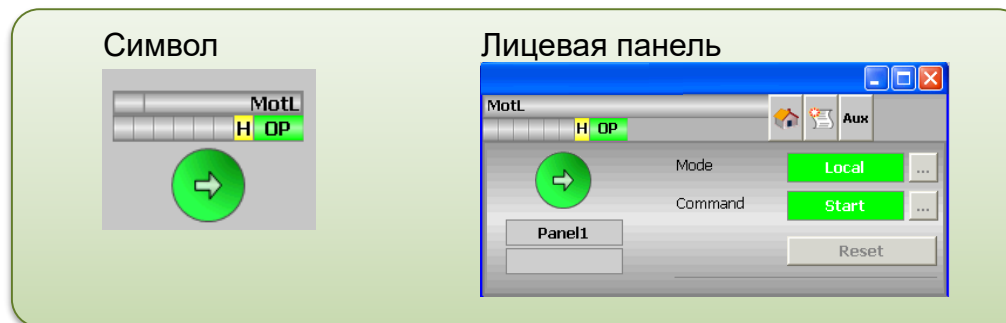 Символ
MotL
H OP
Лицевая панель
MotL
H OP
Aux
Mode
Local
...
Command
Start
...
Panel1
Reset